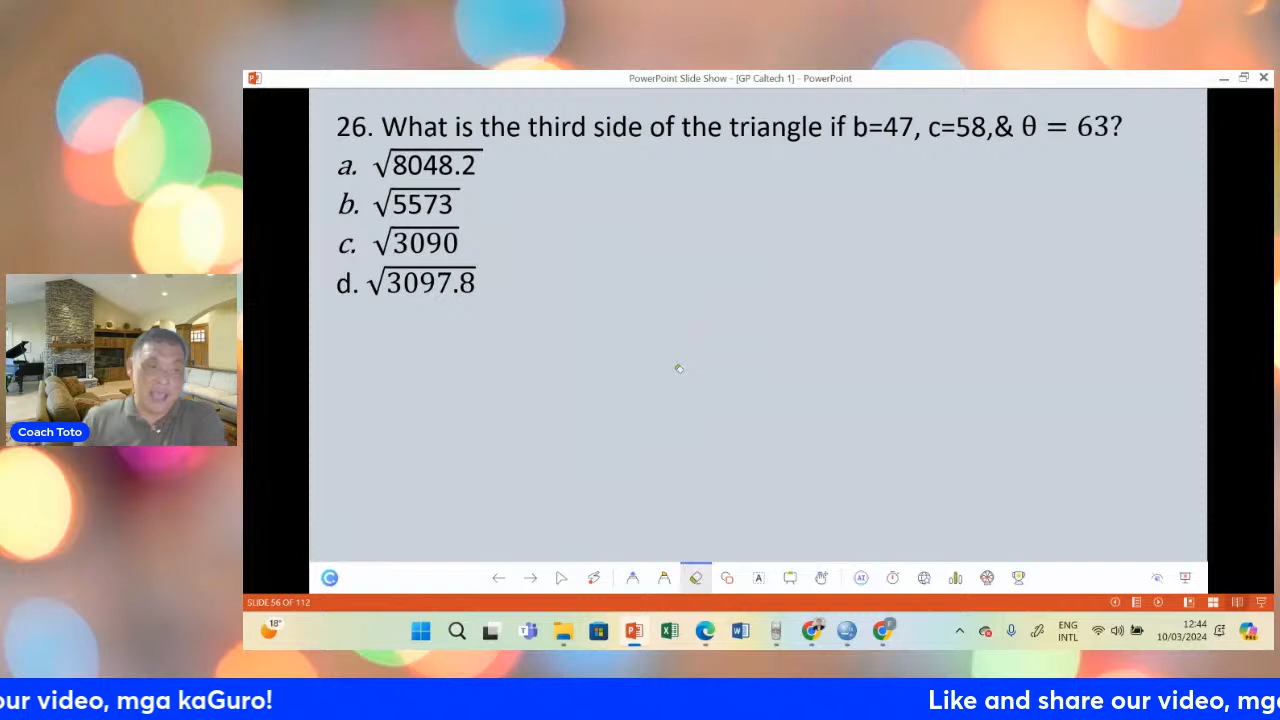 PowerPoint Slide Show - [GP Caltech 1] - PowerPoint
26. What is the third side of the triangle if b=47, c=58,& θ = 63?
a. √8048.2
b. √5573
c. √3090
d. √3097.8
Coach Toto
SLIDE 56 OF 112
18°
ENG
INTL
12:44
10/03/2024
our video, mga kaGuro!
Like and share our video, mga